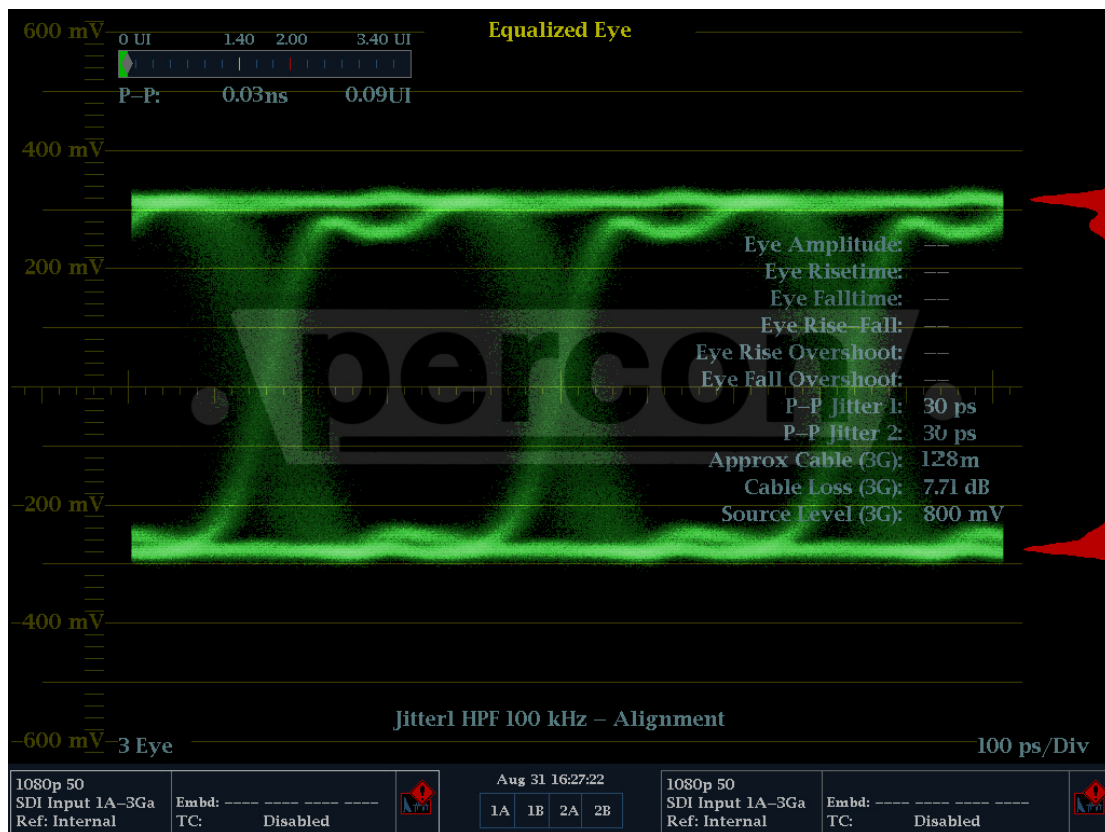 Equalized Eye
600 mV
400 mV
200 mV
-200 mV
-400 mV
-600 mV
0 UI 1.40 2.00 3.40 UI
P-P: 0.03ns 0.09UI
percon
Eye Amplitude: ––
Eye Risetime: ––
Eye Falltime: ––
Eye Rise-Fall: ––
Eye Rise Overshoot: ––
Eye Fall Overshoot: ––
P-P Jitter 1: 30 ps
P-P Jitter 2: 30 ps
Approx Cable (3G): 128m
Cable Loss (3G): 7.71 dB
Source Level (3G): 800 mV
Jitter1 HPF 100 kHz - Alignment
3 Eye
100 ps/Div
1080p 50
SDI Input 1A-3Ga
Ref: Internal
Embd: ---- ---- ---- ----
TC: Disabled
Aug 31 16:27:22
1A 1B 2A 2B
1080p 50
SDI Input 1A-3Ga
Ref: Internal
Embd: ---- ---- ---- ----
TC: Disabled